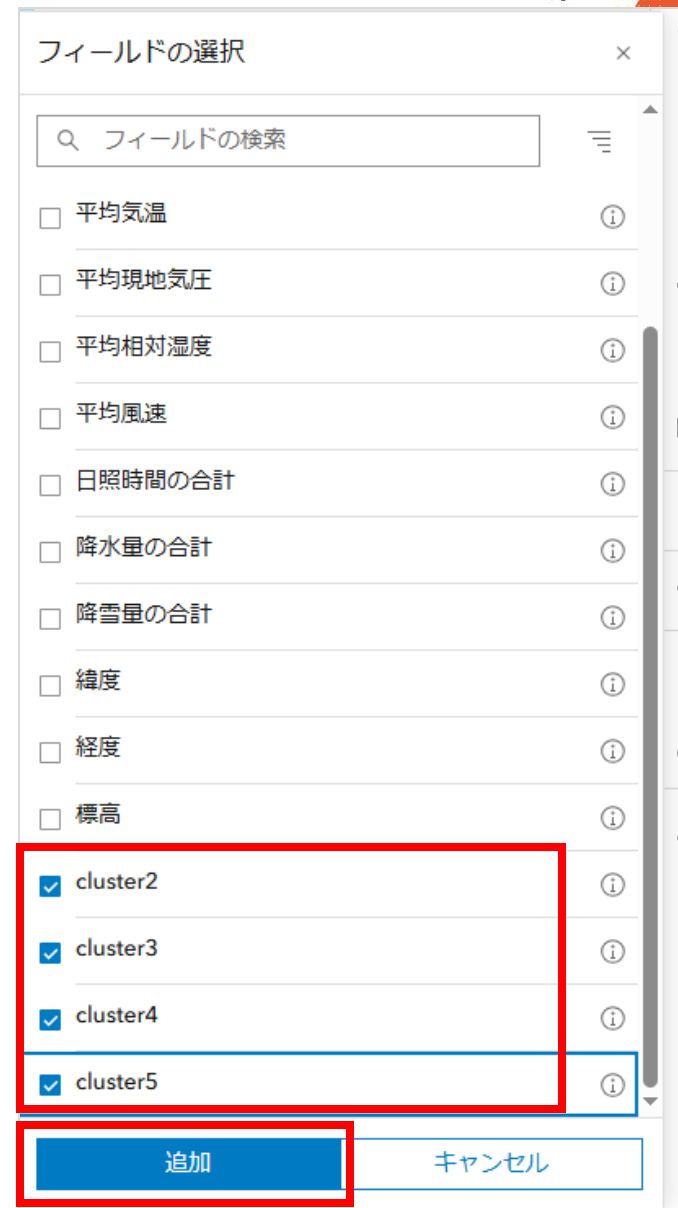 フィールドの選択
フィールドの検索
平均気温
平均現地気圧
平均相対湿度
平均風速
日照時間の合計
降水量の合計
降雪量の合計
緯度
経度
標高
cluster2
cluster3
cluster4
cluster5
追加
キャンセル